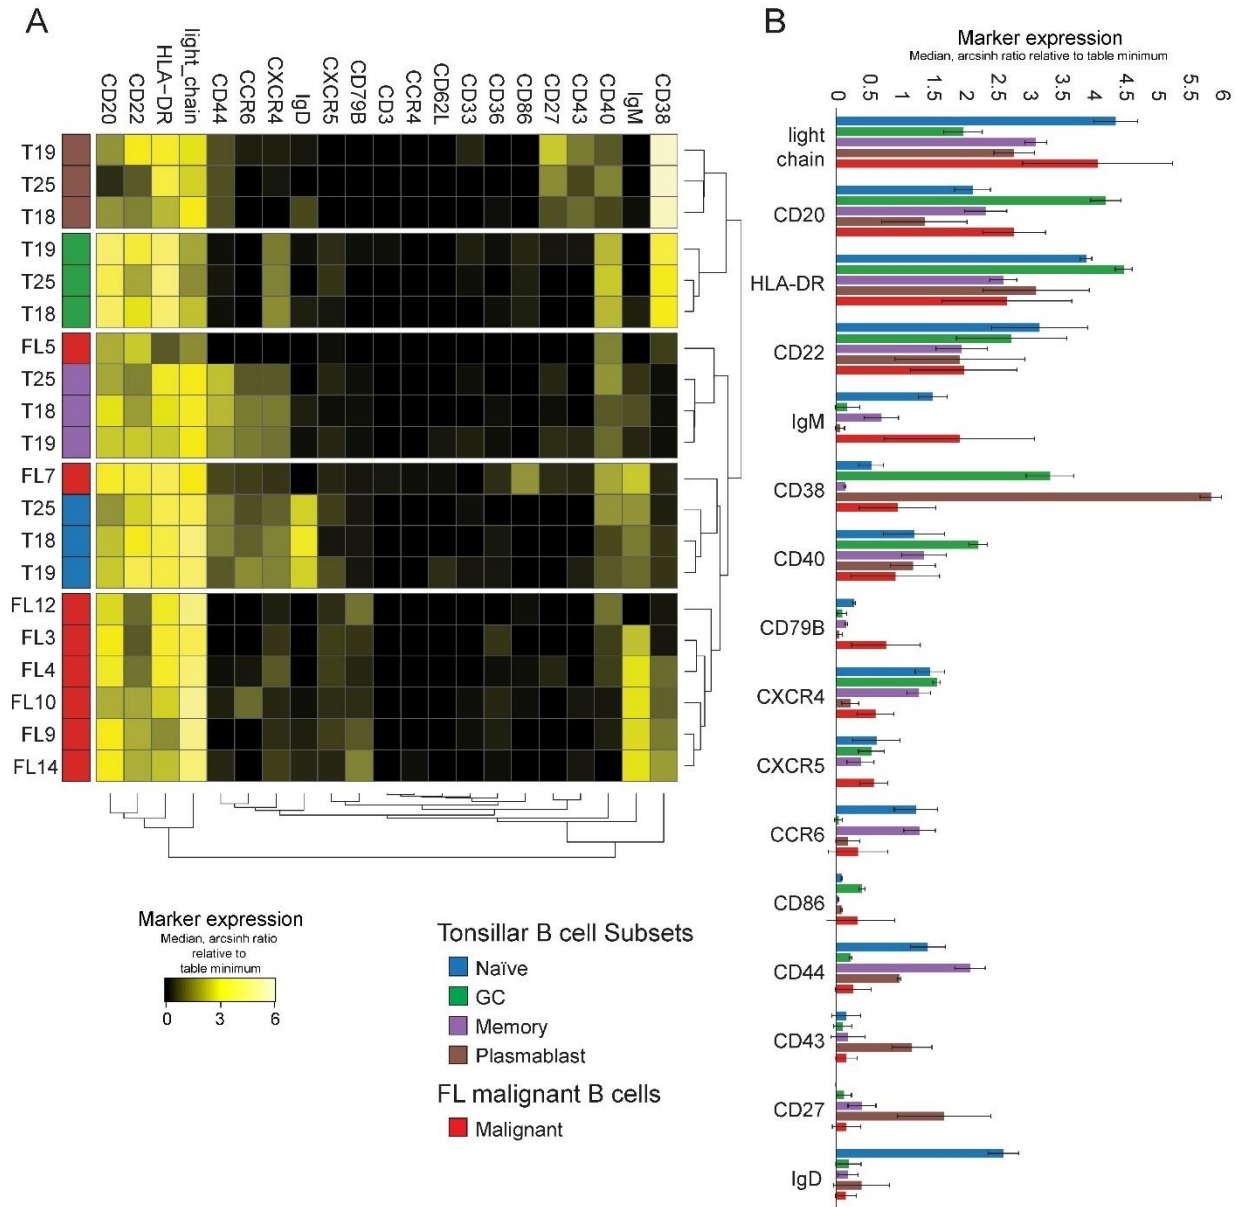 A
CD20
CD22
HLA-DR
light_chain
CD44
CCR6
CXCR4
IgD
CXCR5
CD79B
CD3
CCR4
CD62L
CD33
CD36
CD86
CD27
CD43
CD40
IgM
CD38
T19
T25
T18
T19
T25
T18
FL5
T25
T18
T19
FL7
T25
T18
T19
FL12
FL3
FL4
FL10
FL9
FL14
Marker expression
Median, arcsinh ratio
relative to
table minimum
0 3 6
Tonsillar B cell Subsets
Naïve
GC
Memory
Plasmablast
FL malignant B cells
Malignant
B
Marker expression
Median, arcsinh ratio relative to table minimum
0 0.5 1 1.5 2 2.5 3 3.5 4 4.5 5 5.5 6
light
chain
CD20
HLA-DR
CD22
IgM
CD38
CD40
CD79B
CXCR4
CXCR5
CCR6
CD86
CD44
CD43
CD27
IgD